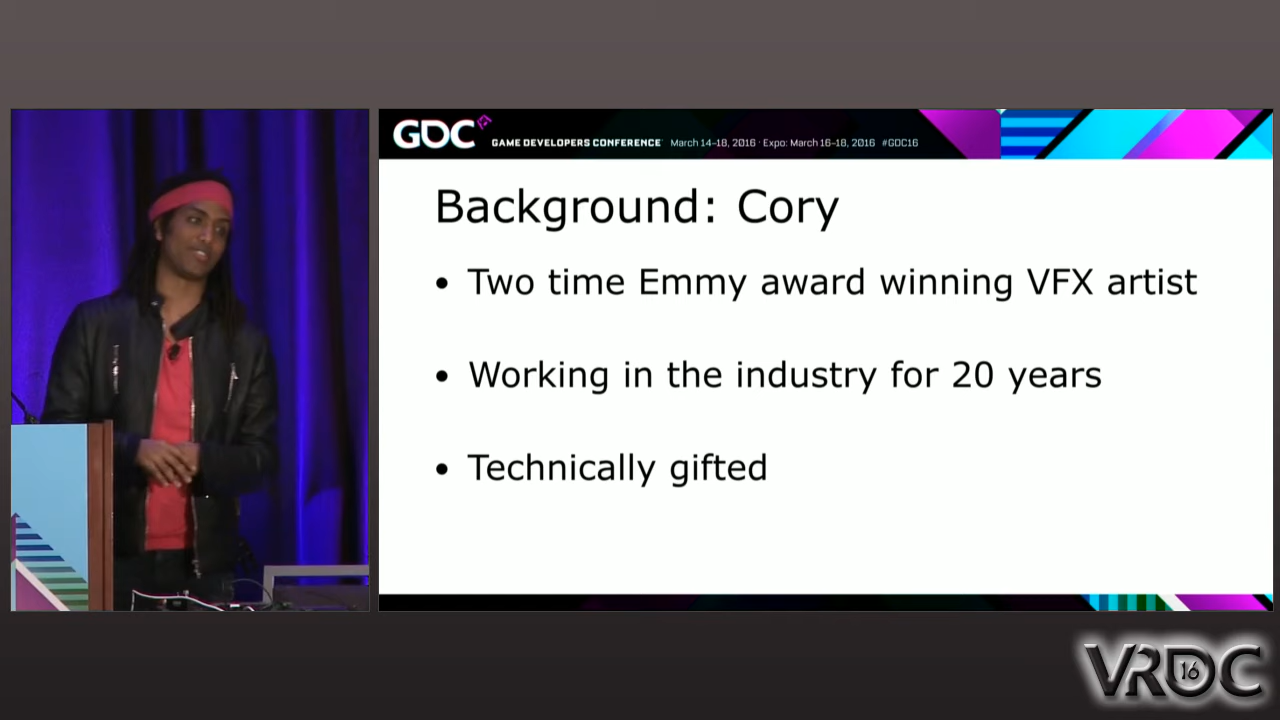 GDC
GAME DEVELOPERS CONFERENCE March 14–18, 2016 · Expo: March 16–18, 2016 #GDC16
Background: Cory
• Two time Emmy award winning VFX artist
• Working in the industry for 20 years
• Technically gifted
VRDC
16